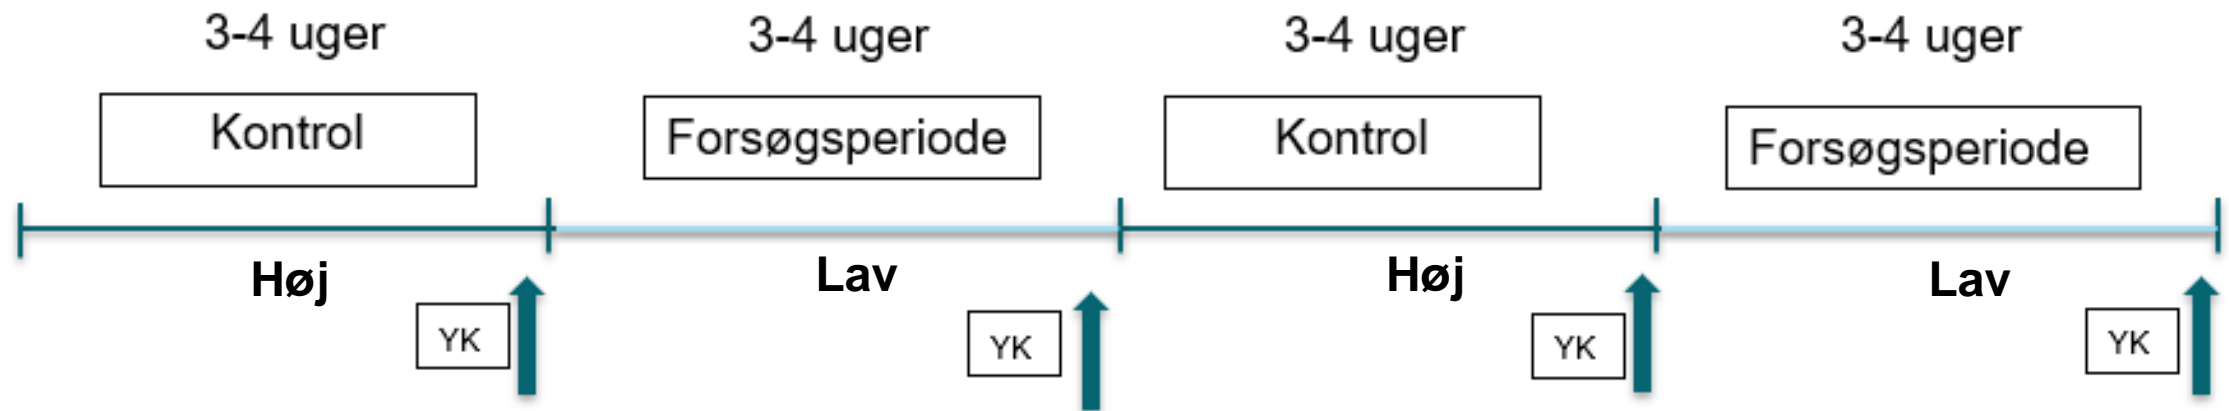 3-4 uger 3-4 uger 3-4 uger 3-4 uger
Kontrol Forsøgsperiode Kontrol Forsøgsperiode
Høj Lav Høj Lav
YK YK YK YK